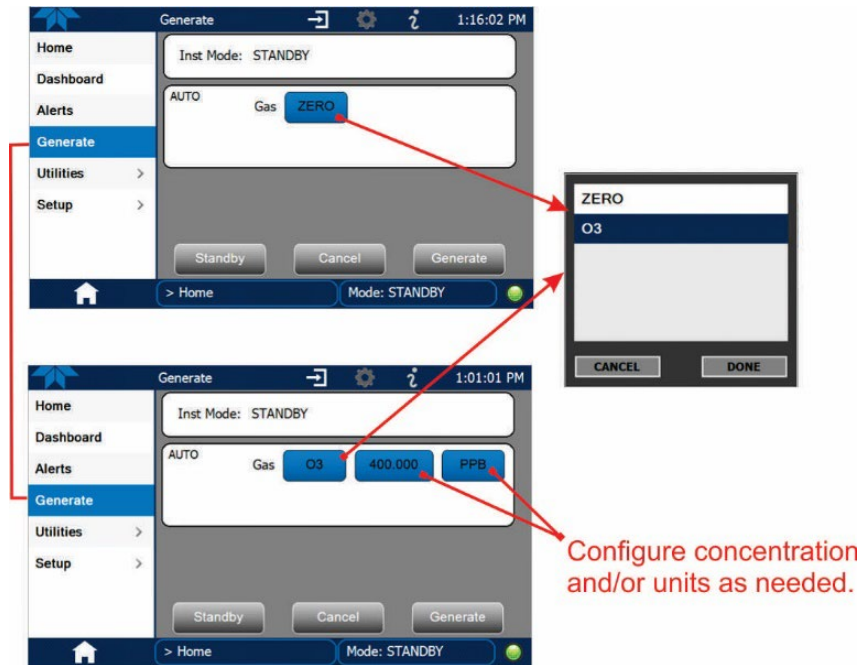 Generate 1:16:02 PM
Home
Dashboard
Alerts
Generate
Utilities >
Setup >
Inst Mode: STANDBY
AUTO
Gas ZERO
Standby Cancel Generate
> Home Mode: STANDBY
ZERO
O3
CANCEL DONE
Generate 1:01:01 PM
Home
Dashboard
Alerts
Generate
Utilities >
Setup >
Inst Mode: STANDBY
AUTO
Gas O3 400.000 PPB
Standby Cancel Generate
> Home Mode: STANDBY
Configure concentration
and/or units as needed.